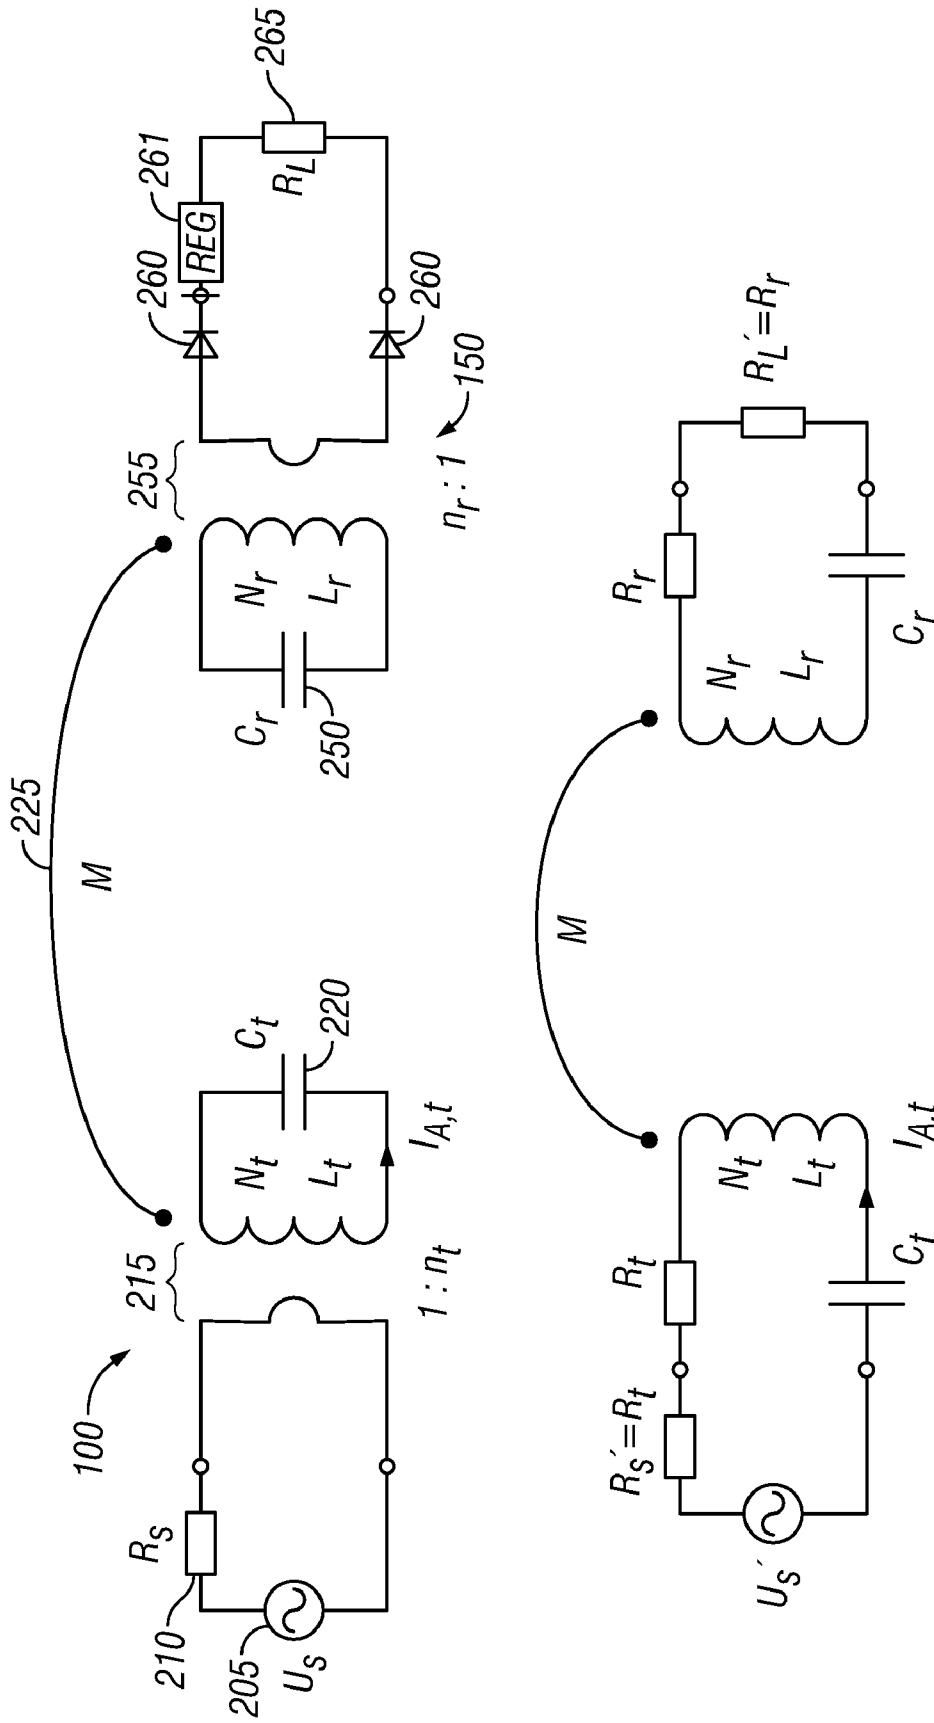 100
215
225
255
260
261
265
210
R_S
205
U_S
N_t
L_t
C_t
220
I_A,t
1 : n_t
M
C_r
250
N_r
L_r
n_r : 1
150
260
REG
R_L
U_S´
R_S´=R_t
R_t
N_t
L_t
C_t
I_A,t
M
N_r
L_r
R_r
C_r
R_L´=R_r